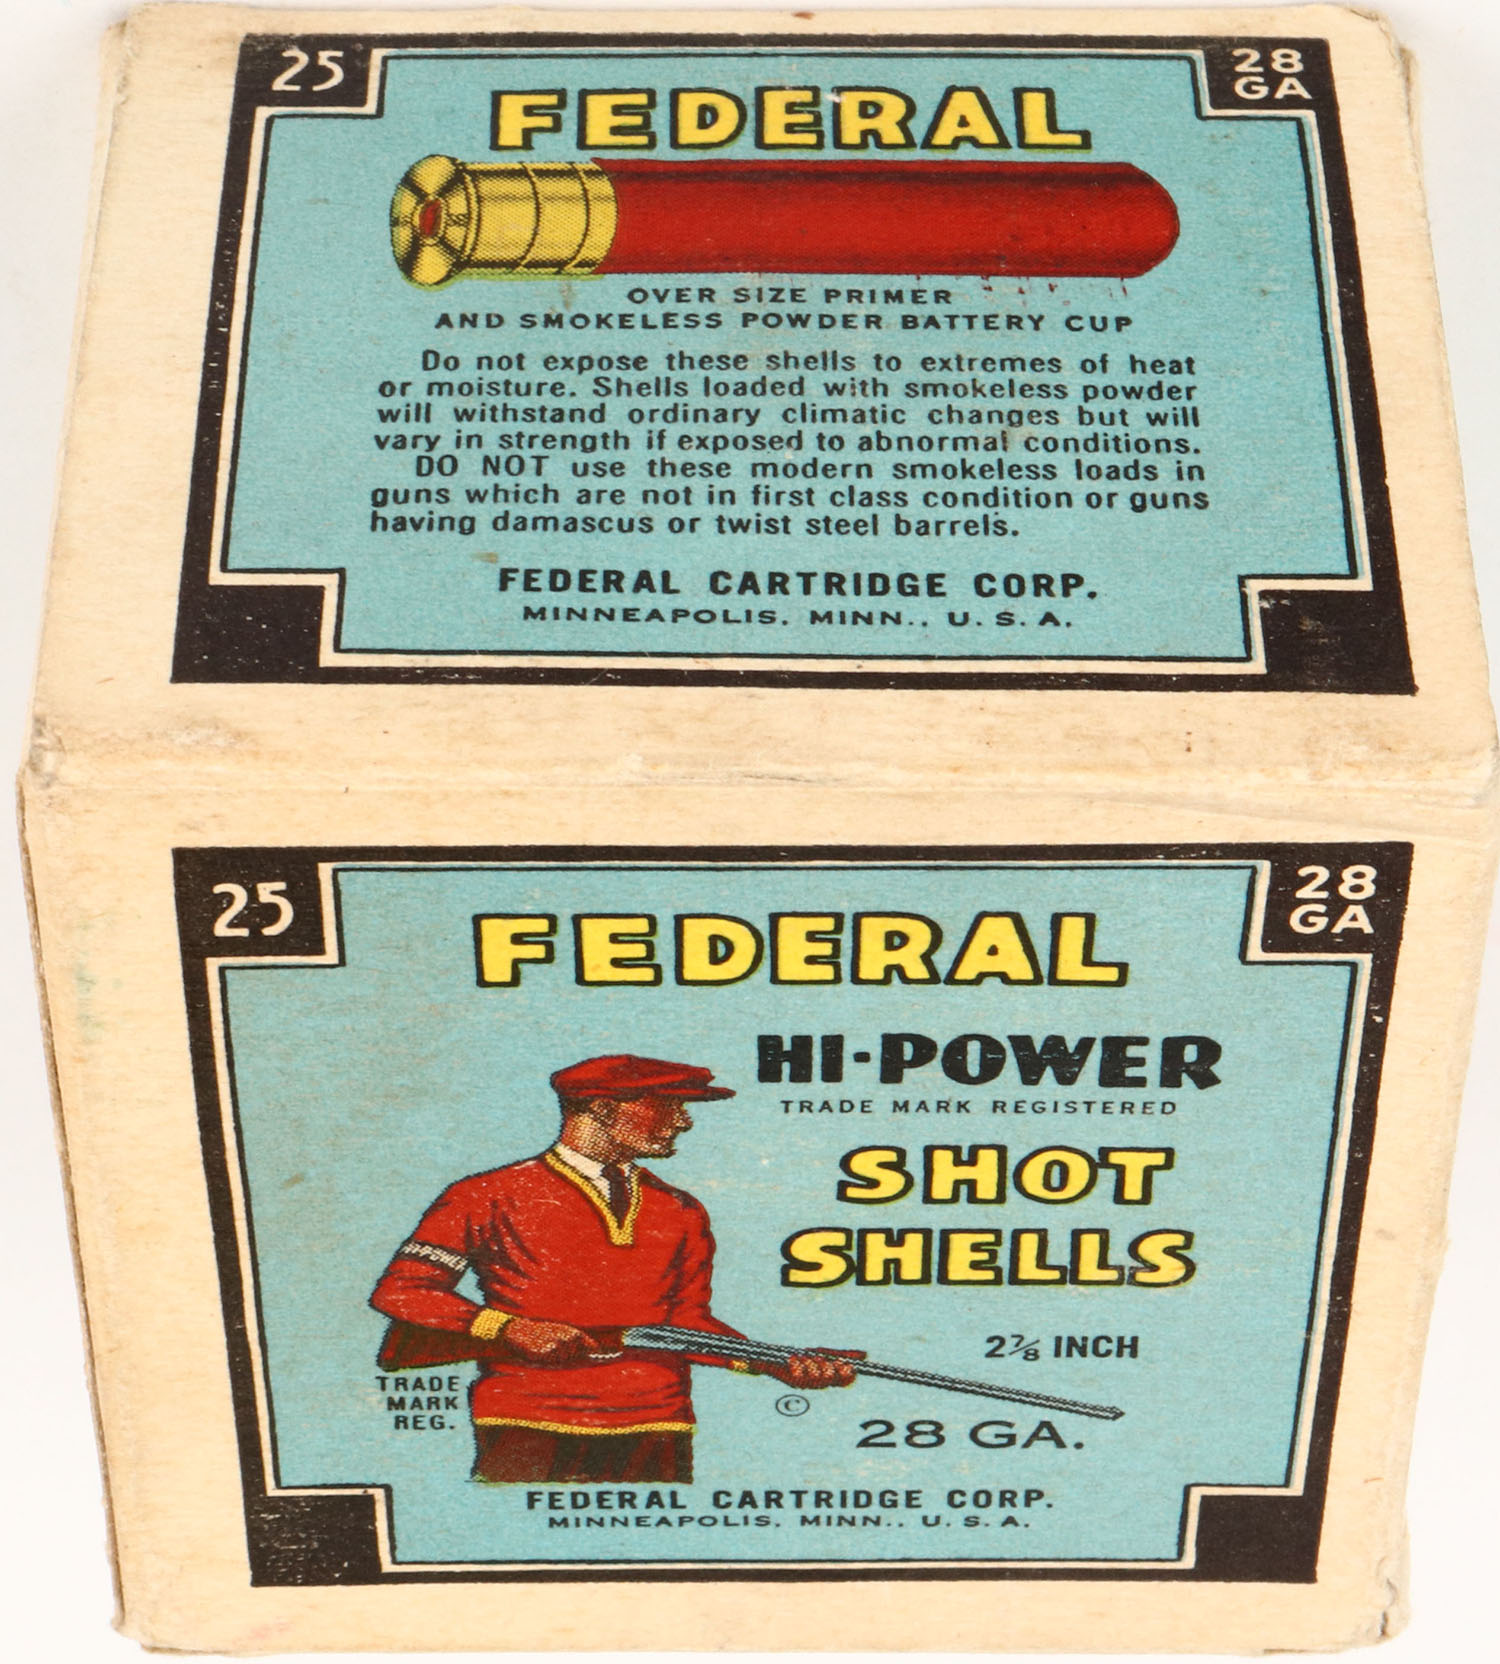 25
28
GA
FEDERAL
OVER SIZE PRIMER
AND SMOKELESS POWDER BATTERY CUP
Do not expose these shells to extremes of heat
or moisture. Shells loaded with smokeless powder
will withstand ordinary climatic changes but will
vary in strength if exposed to abnormal conditions.
DO NOT use these modern smokeless loads in
guns which are not in first class condition or guns
having damascus or twist steel barrels.
FEDERAL CARTRIDGE CORP.
MINNEAPOLIS, MINN., U. S. A.
25
28
GA
FEDERAL
HI-POWER
TRADE MARK REGISTERED
SHOT
SHELLS
HI-POWER
2⅞ INCH
TRADE
MARK
REG.
©
28 GA.
FEDERAL CARTRIDGE CORP.
MINNEAPOLIS, MINN., U. S. A.